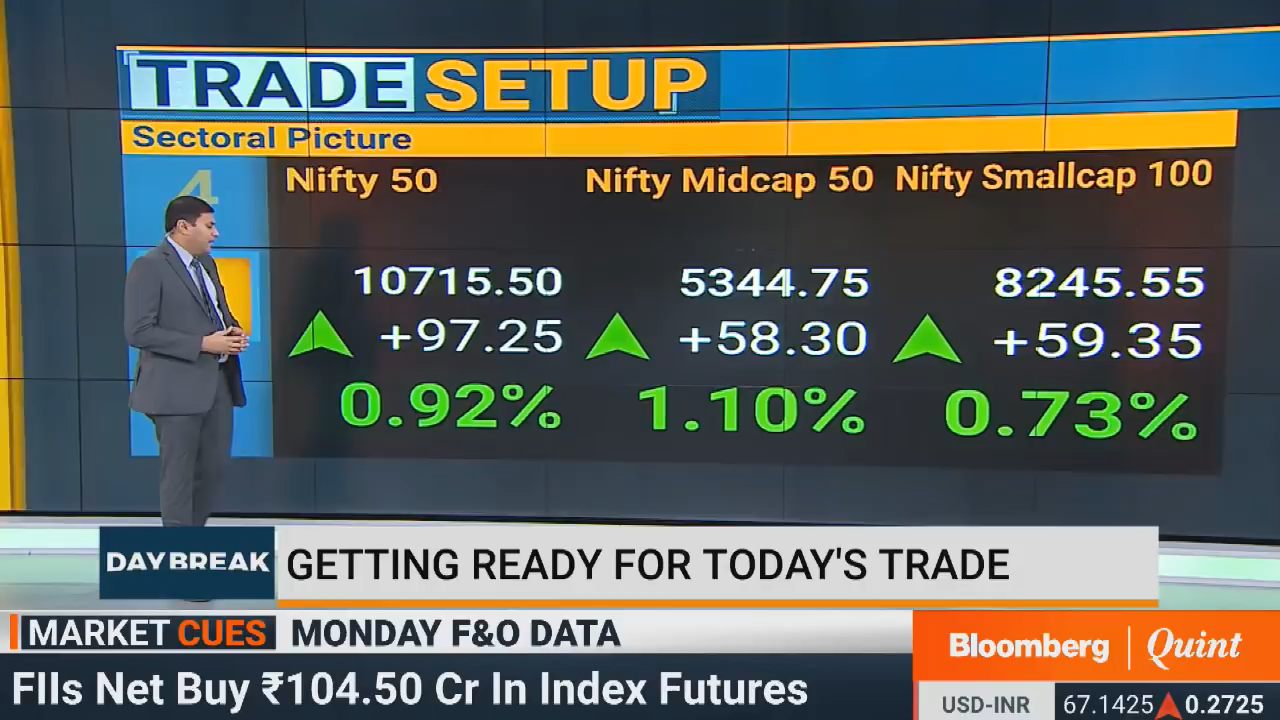 TRADE SETUP
Sectoral Picture
4
Nifty 50
Nifty Midcap 50
Nifty Smallcap 100
10715.50
5344.75
8245.55
+97.25
+58.30
+59.35
0.92%
1.10%
0.73%
DAYBREAK
GETTING READY FOR TODAY'S TRADE
MARKET CUES
MONDAY F&O DATA
Bloomberg | Quint
FIIs Net Buy ₹104.50 Cr In Index Futures
USD-INR
67.1425
0.2725